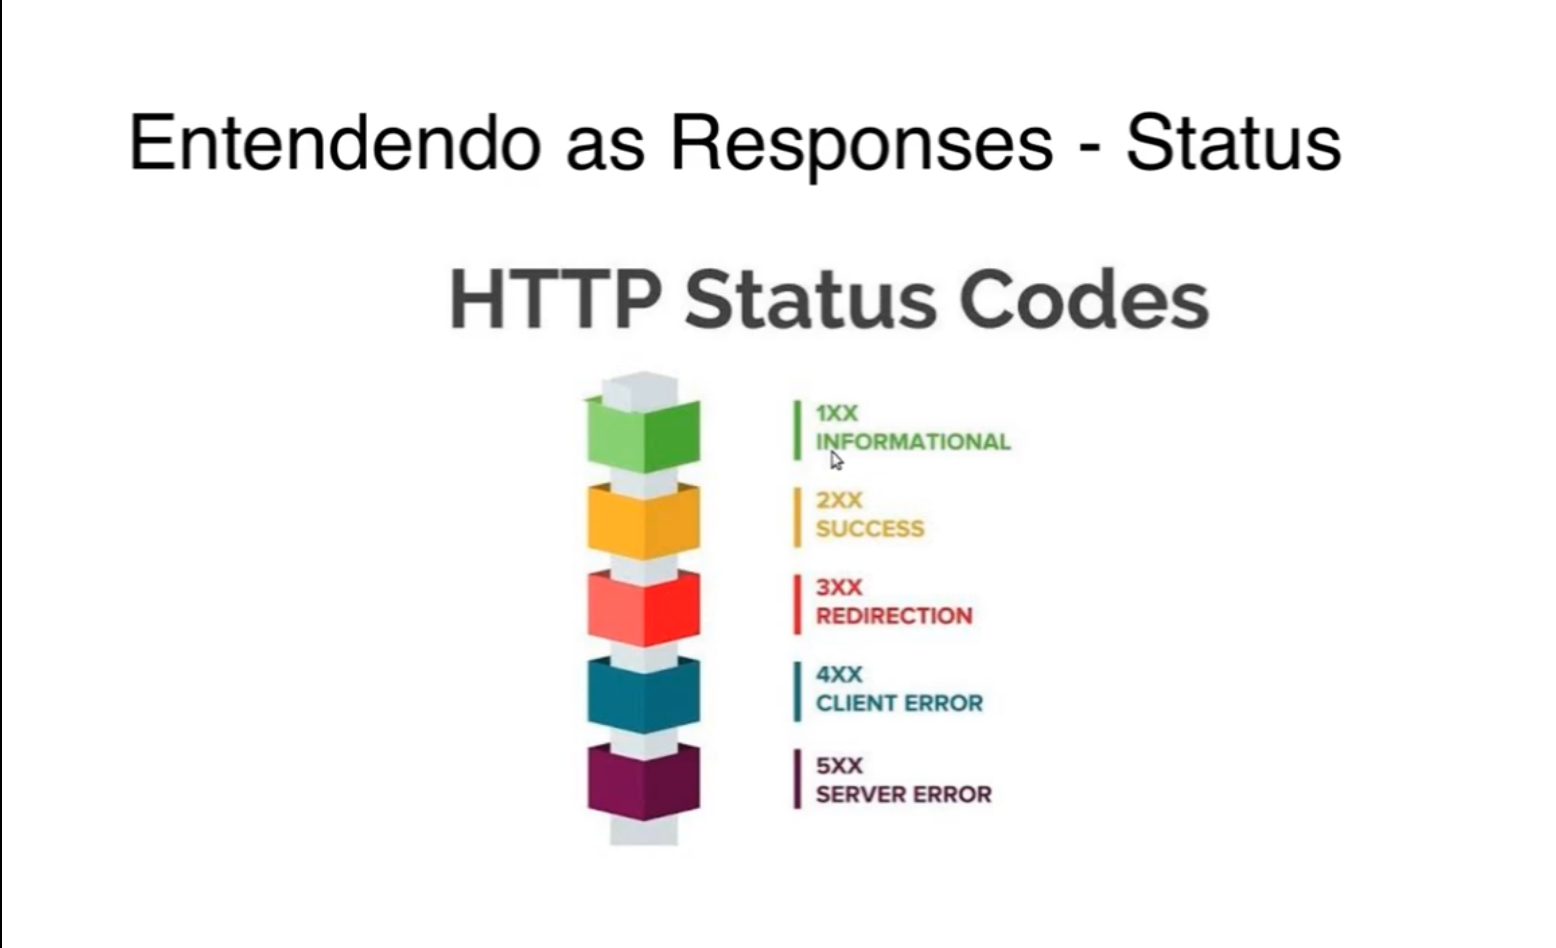 Entendendo as Responses - Status
HTTP Status Codes
1XX
INFORMATIONAL
2XX
SUCCESS
3XX
REDIRECTION
4XX
CLIENT ERROR
5XX
SERVER ERROR